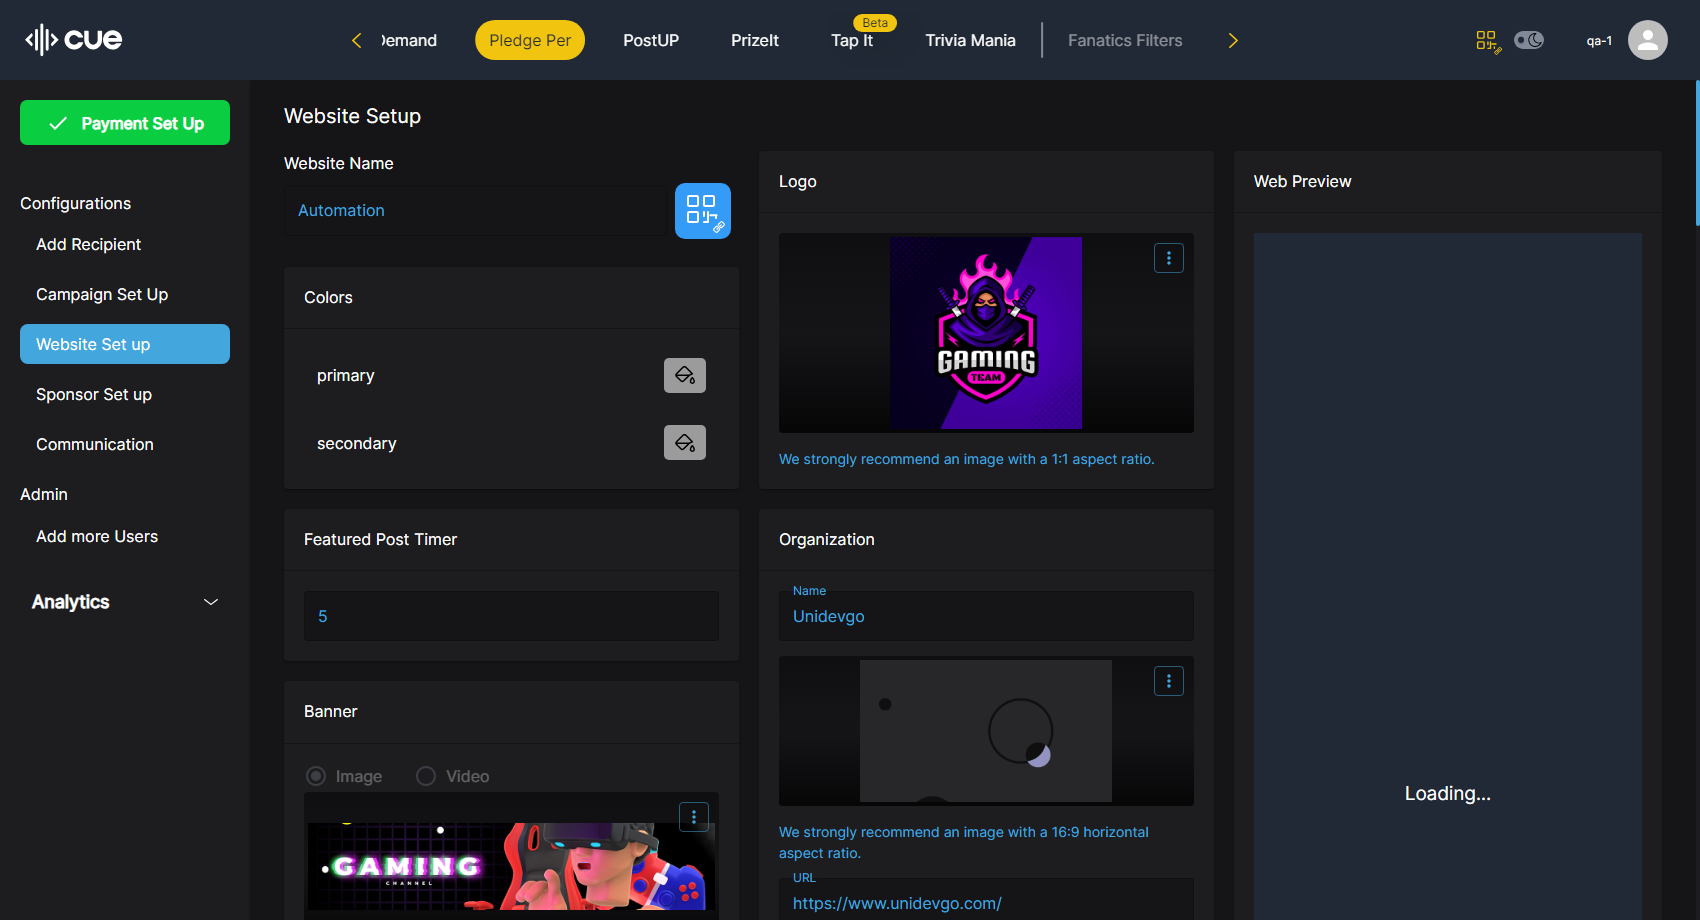 cue
Demand
Pledge Per
PostUP
PrizeIt
Beta
Tap It
Trivia Mania
Fanatics Filters
qa-1
Payment Set Up
Configurations
Add Recipient
Campaign Set Up
Website Set up
Sponsor Set up
Communication
Admin
Add more Users
Analytics
Website Setup
Website Name
Automation
Colors
primary
secondary
Featured Post Timer
5
Banner
Image
Video
GAMING
CHANNEL
Logo
GAMING
TEAM
We strongly recommend an image with a 1:1 aspect ratio.
Organization
Name
Unidevgo
We strongly recommend an image with a 16:9 horizontal
aspect ratio.
URL
https://www.unidevgo.com/
Web Preview
Loading...